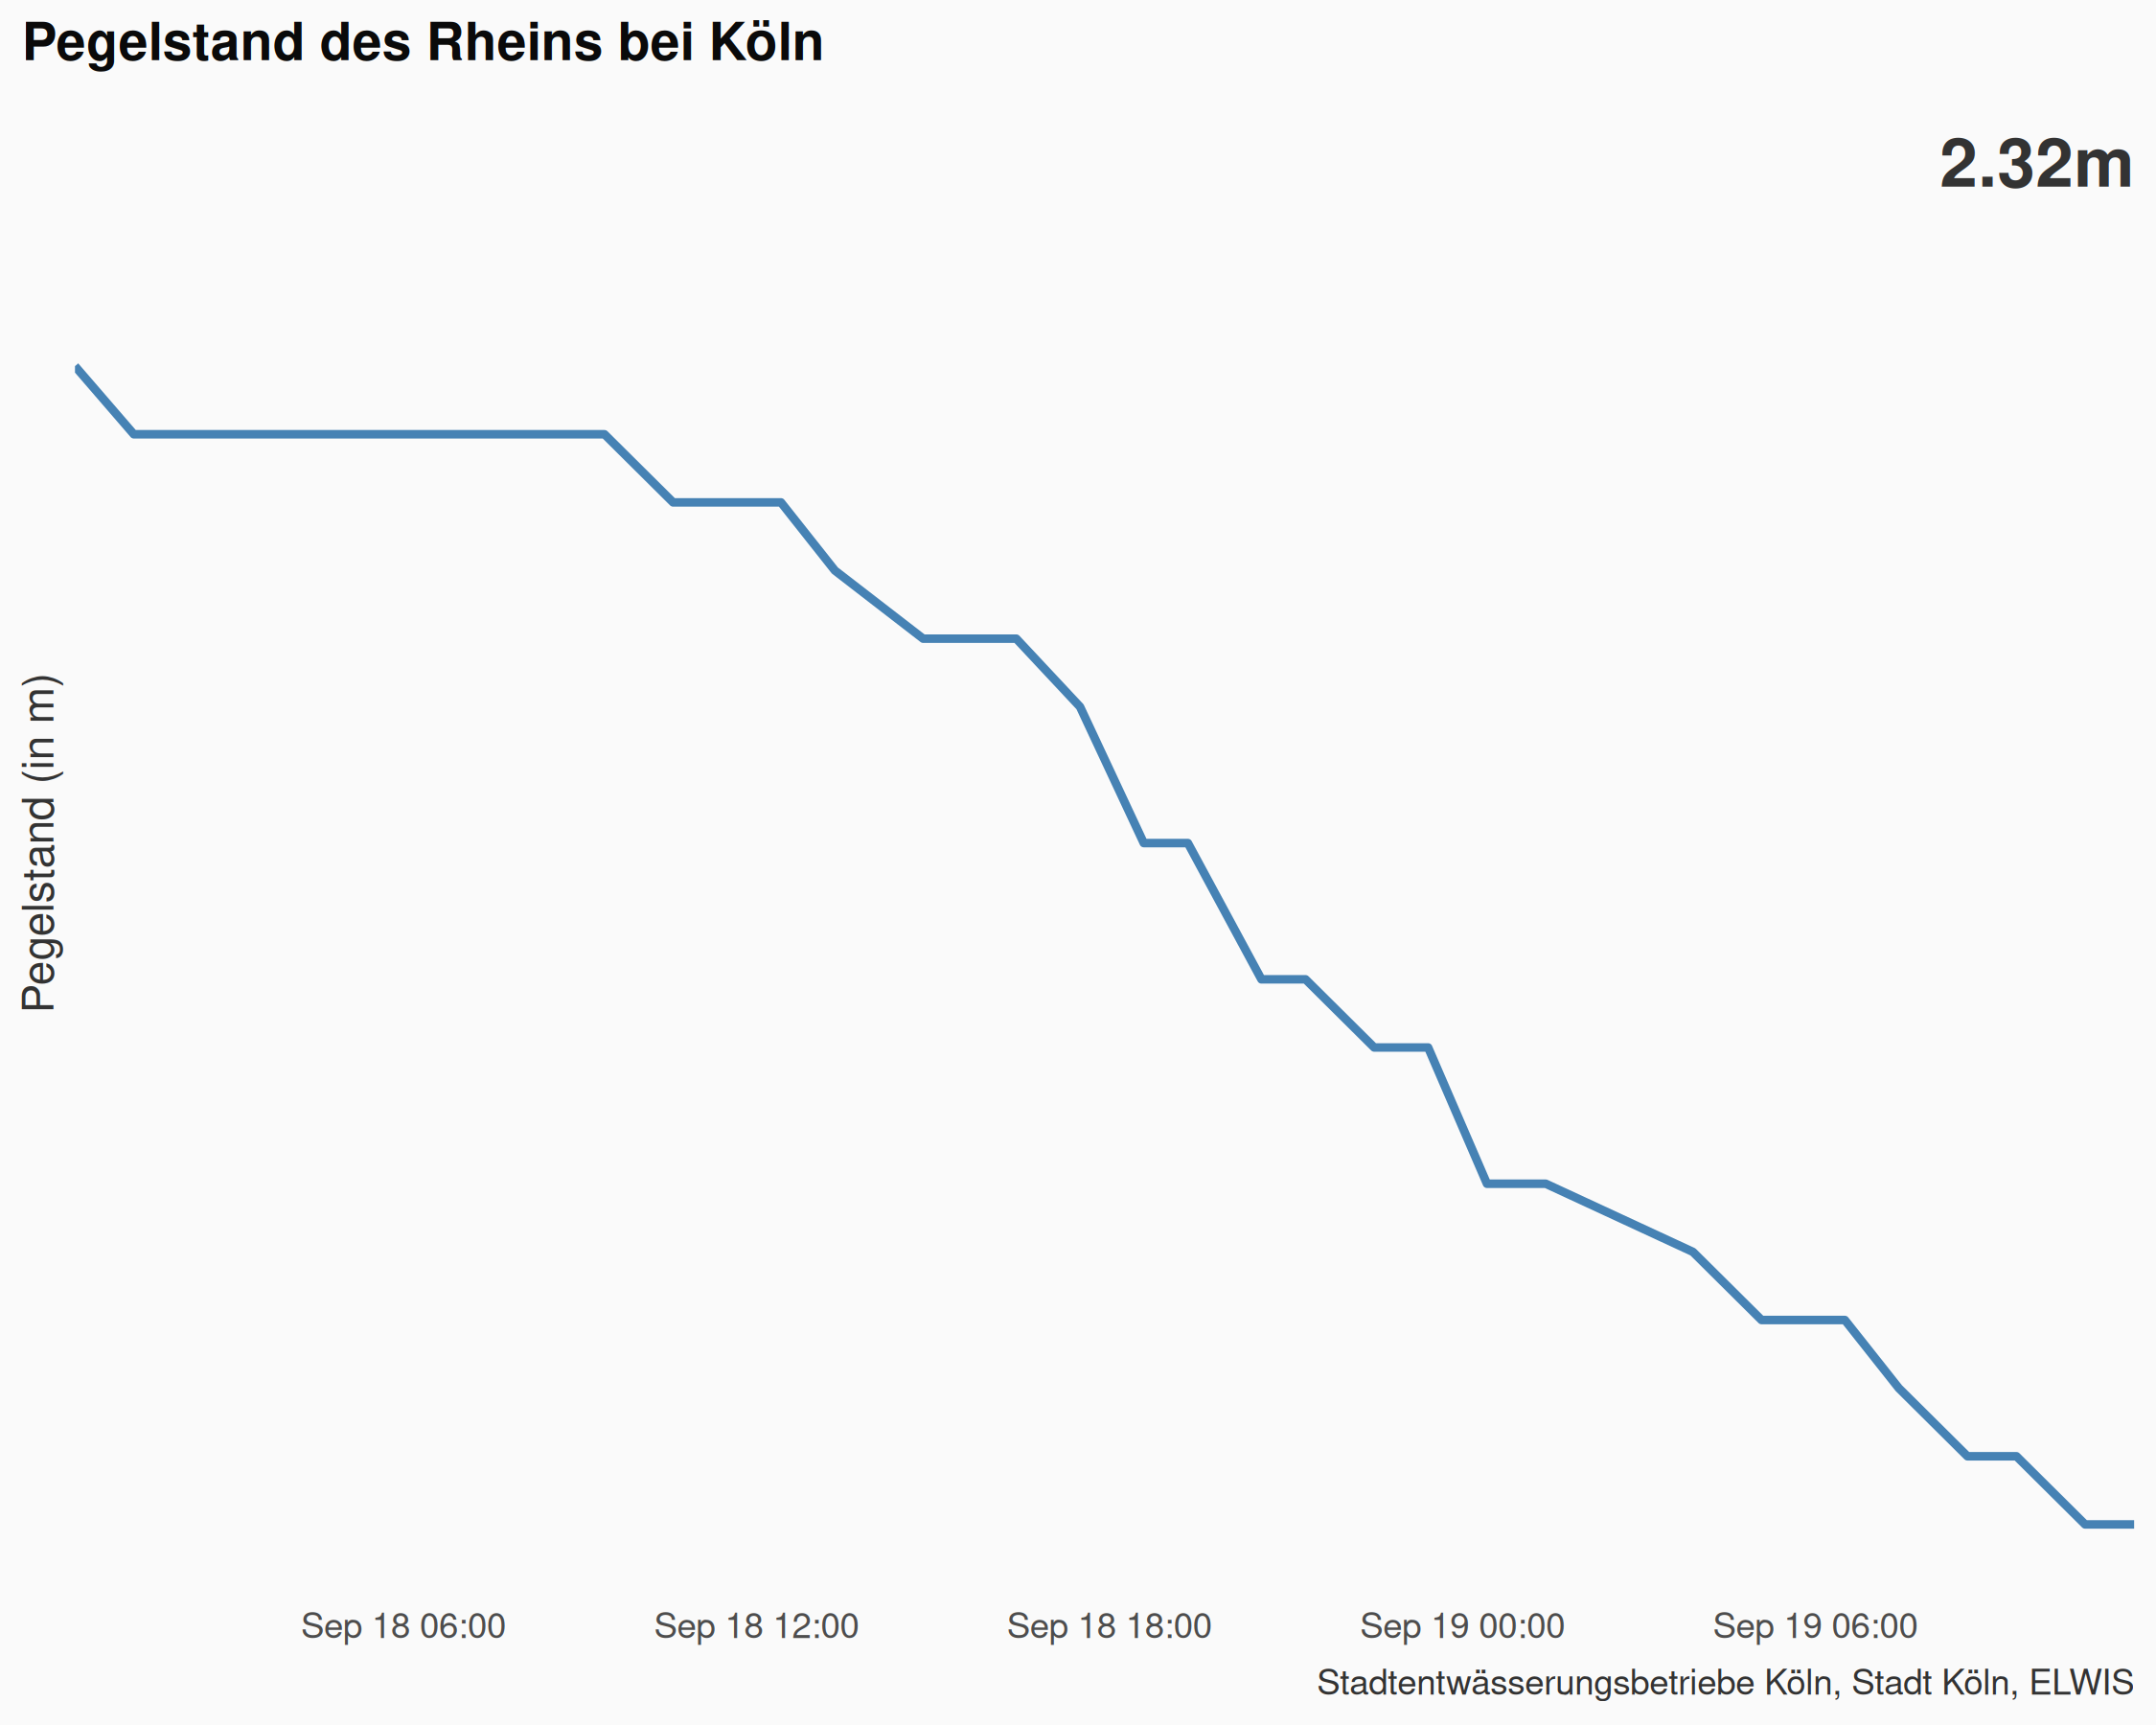 Pegelstand des Rheins bei Köln
2.32m
Pegelstand (in m)
Sep 18 06:00
Sep 18 12:00
Sep 18 18:00
Sep 19 00:00
Sep 19 06:00
Stadtentwässerungsbetriebe Köln, Stadt Köln, ELWIS